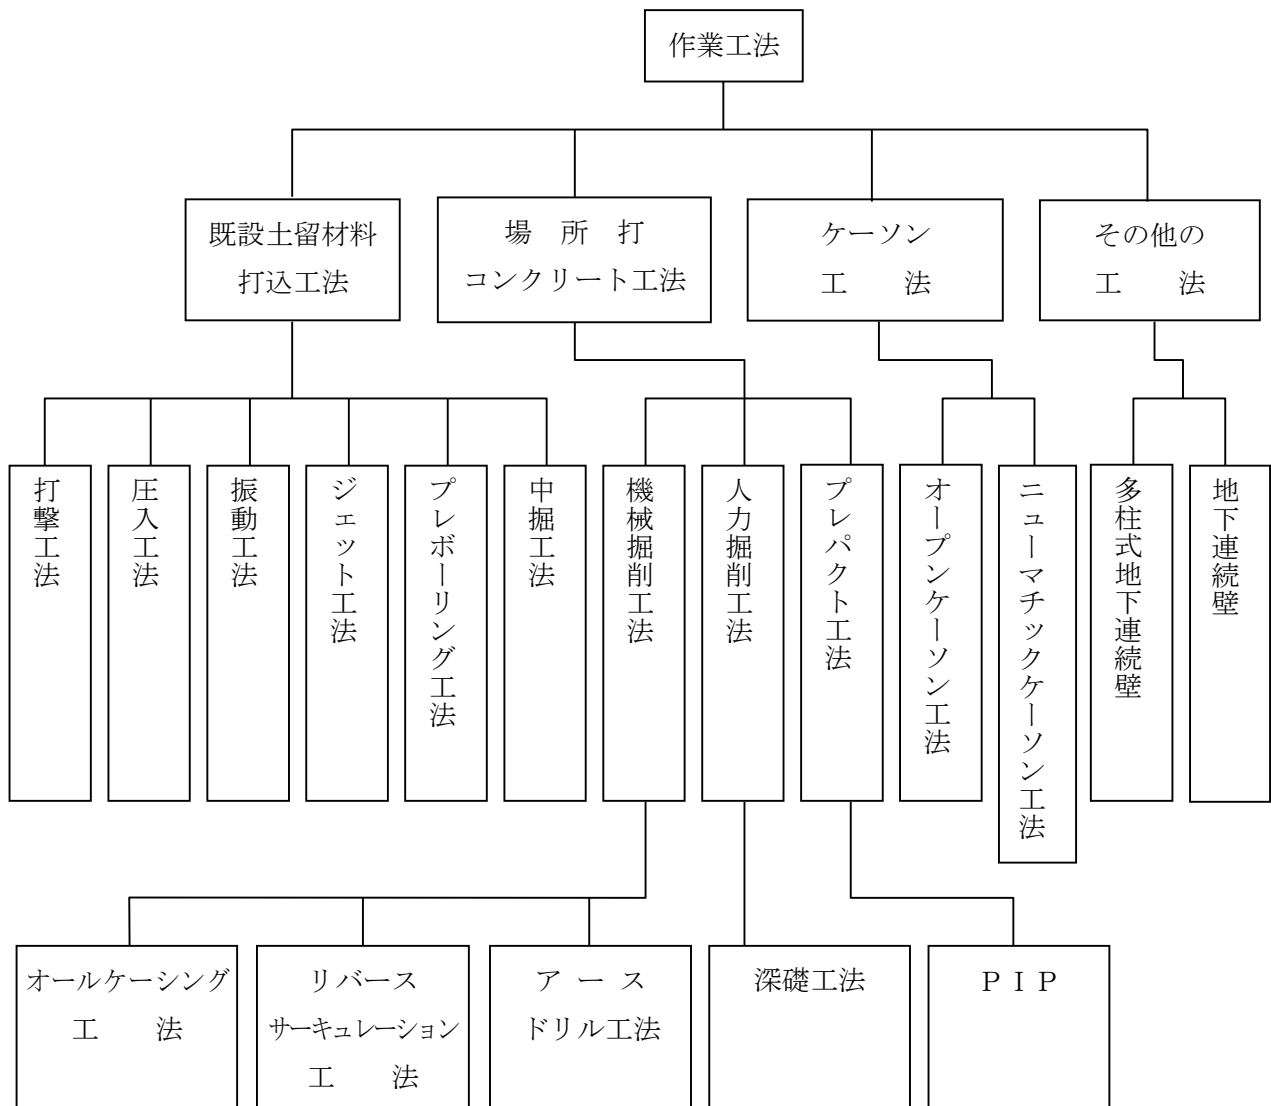 作業工法
既設土留材料
打込工法
場　所　打
コンクリート工法
ケーソン
工　　法
その他の
工　　法
打撃工法
圧入工法
振動工法
ジェット工法
プレボーリング工法
中掘工法
機械掘削工法
人力掘削工法
プレパクト工法
オープンケーソン工法
ニューマチックケーソン工法
多柱式地下連続壁
地下連続壁
オールケーシング
工　　法
リバース
サーキュレーション
工　　法
ア ー ス
ドリル工法
深礎工法
ＰＩＰ